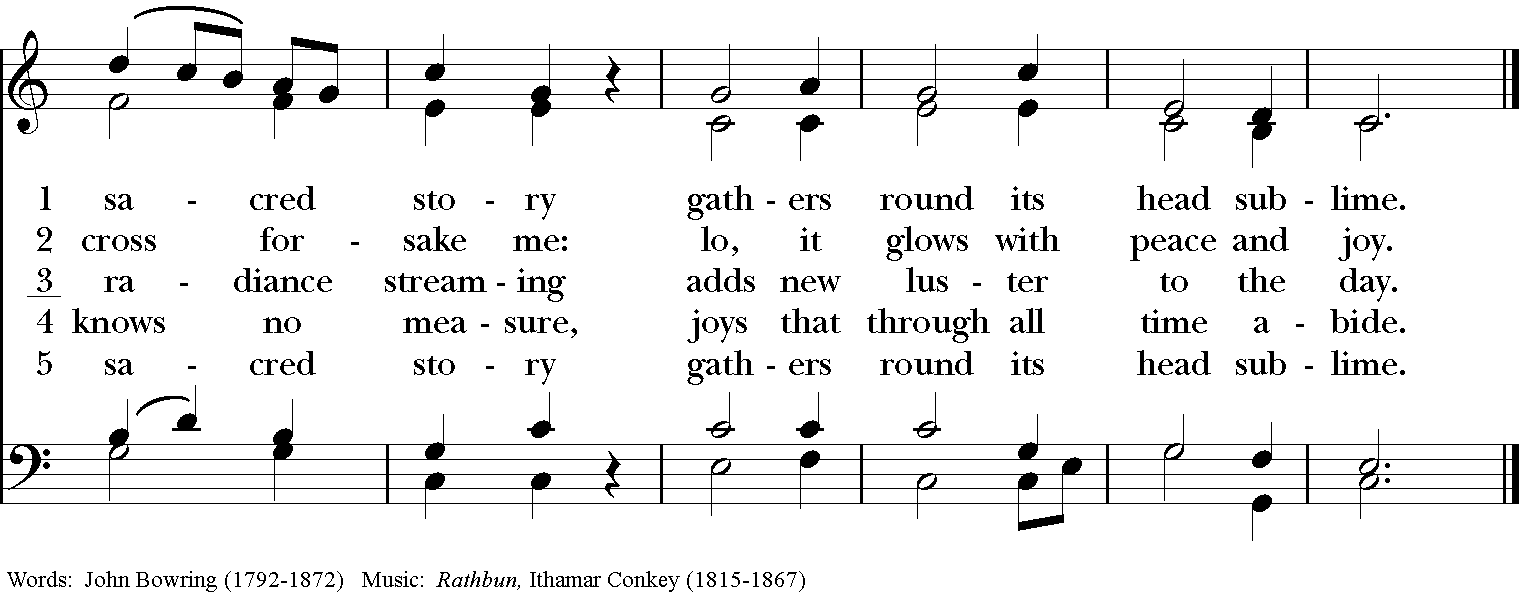 1 sa - cred sto - ry gath - ers round its head sub - lime.
2 cross for - sake me: lo, it glows with peace and joy.
3 ra - diance stream - ing adds new lus - ter to the day.
4 knows no mea - sure, joys that through all time a - bide.
5 sa - cred sto - ry gath - ers round its head sub - lime.
Words: John Bowring (1792-1872) Music: Rathbun, Ithamar Conkey (1815-1867)